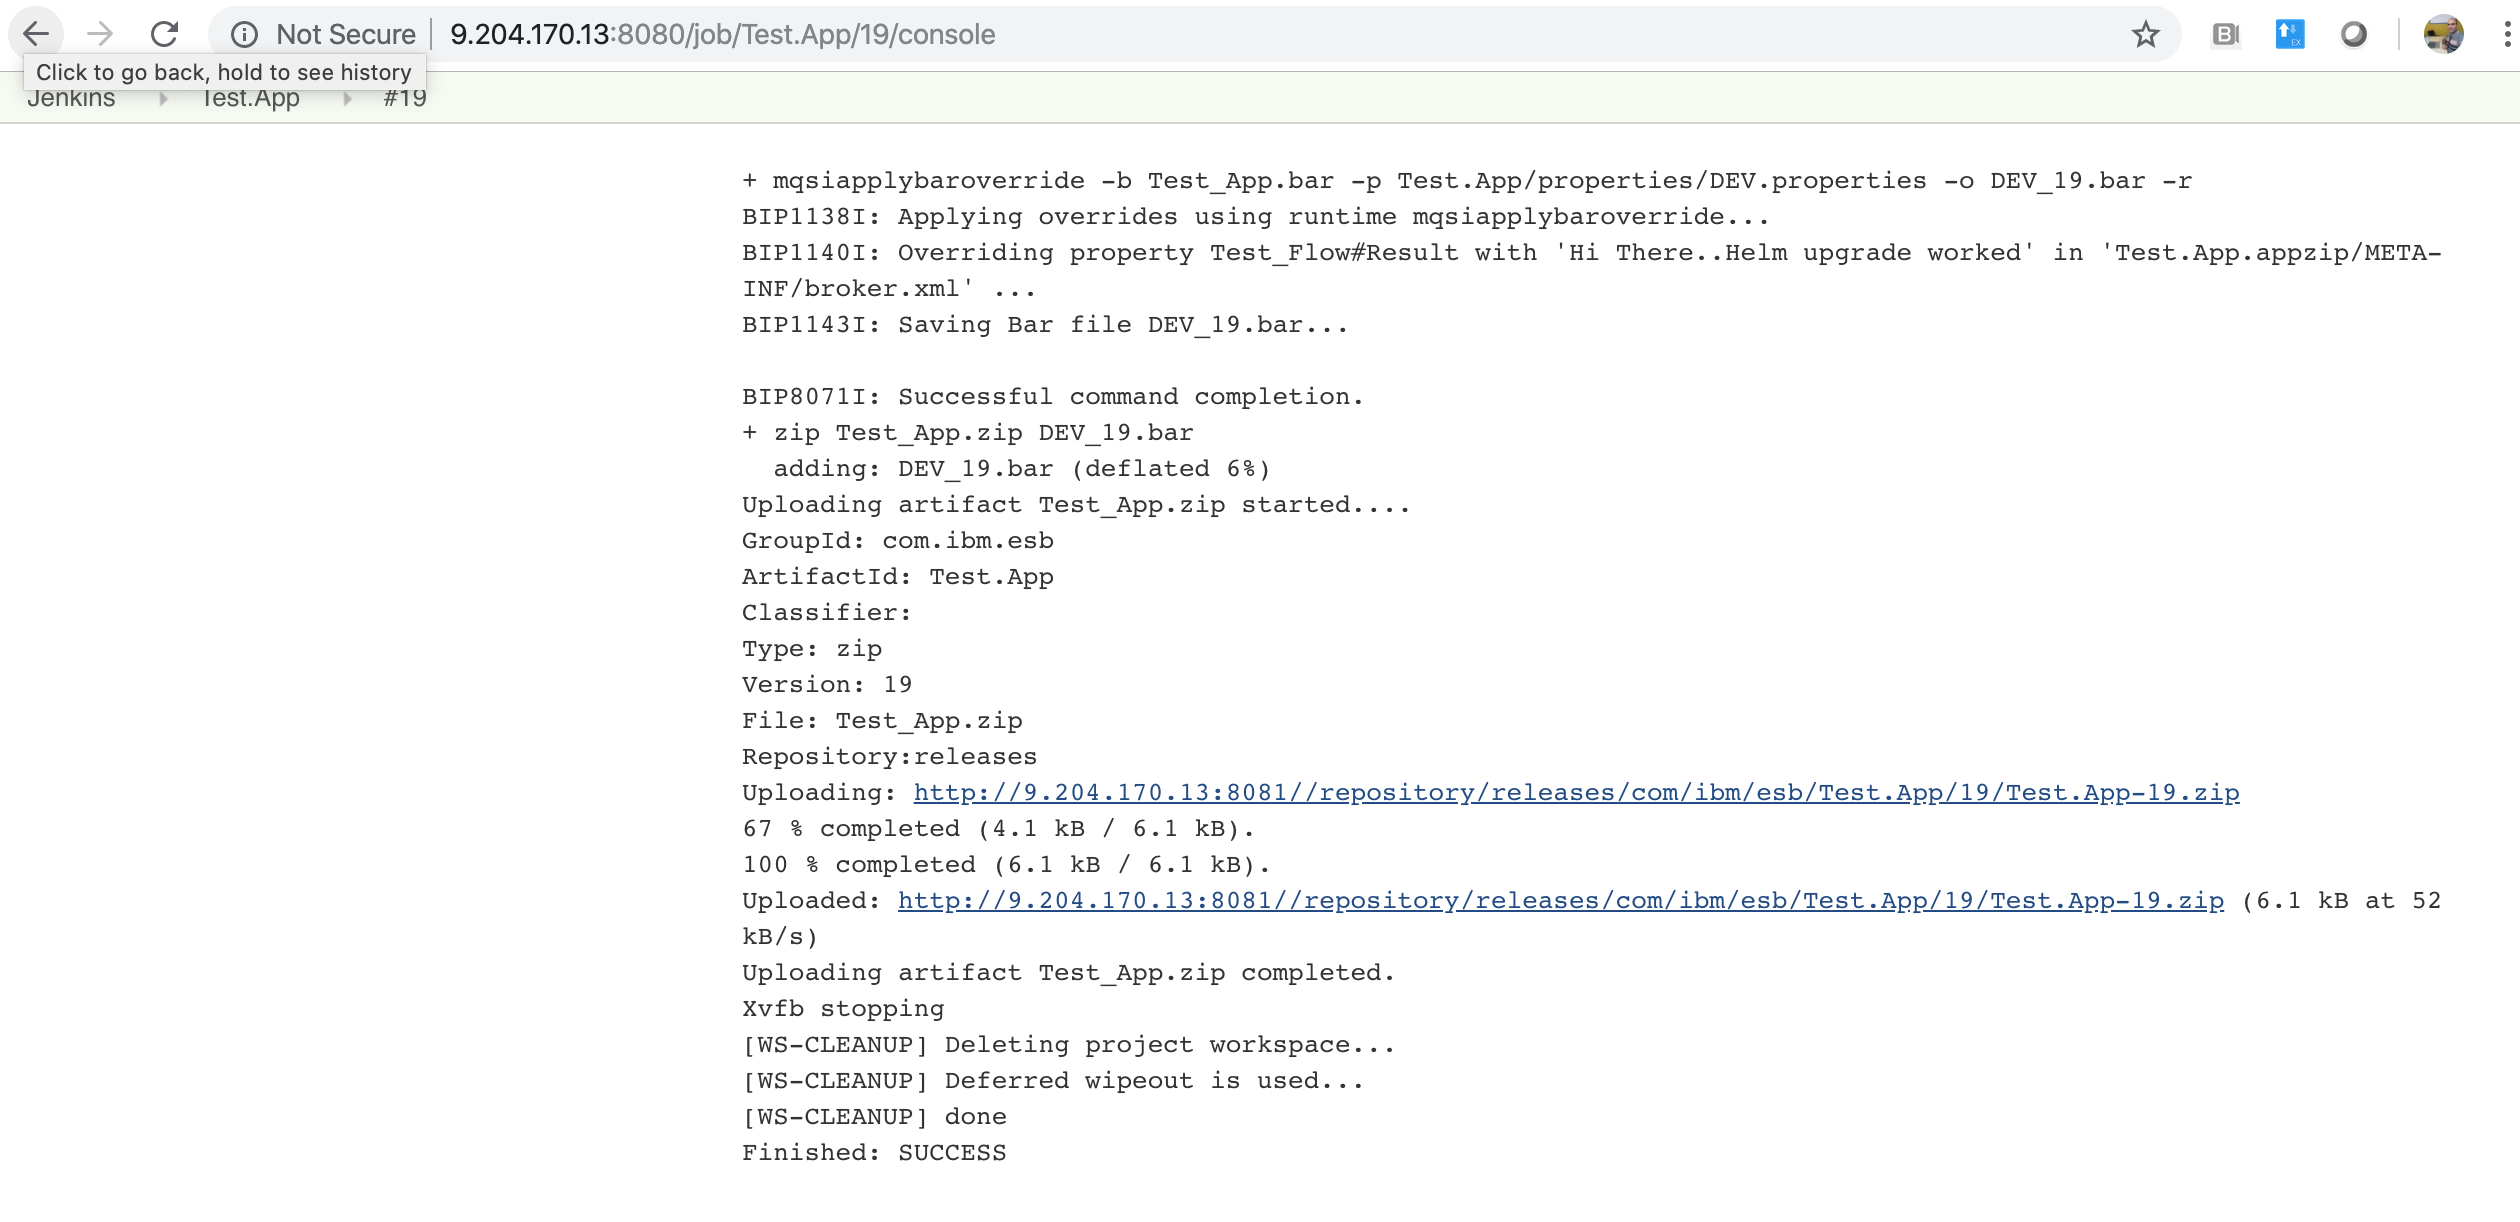 Not Secure 9.204.170.13:8080/job/Test.App/19/console
Click to go back, hold to see history
Jenkins Test.App #19
+ mqsiapplybaroverride -b Test_App.bar -p Test.App/properties/DEV.properties -o DEV_19.bar -r
BIP1138I: Applying overrides using runtime mqsiapplybaroverride...
BIP1140I: Overriding property Test_Flow#Result with 'Hi There..Helm upgrade worked' in 'Test.App.appzip/META-
INF/broker.xml' ...
BIP1143I: Saving Bar file DEV_19.bar...
BIP8071I: Successful command completion.
+ zip Test_App.zip DEV_19.bar
adding: DEV_19.bar (deflated 6%)
Uploading artifact Test_App.zip started....
GroupId: com.ibm.esb
ArtifactId: Test.App
Classifier:
Type: zip
Version: 19
File: Test_App.zip
Repository:releases
Uploading: http://9.204.170.13:8081//repository/releases/com/ibm/esb/Test.App/19/Test.App-19.zip
67 % completed (4.1 kB / 6.1 kB).
100 % completed (6.1 kB / 6.1 kB).
Uploaded: http://9.204.170.13:8081//repository/releases/com/ibm/esb/Test.App/19/Test.App-19.zip (6.1 kB at 52
kB/s)
Uploading artifact Test_App.zip completed.
Xvfb stopping
[WS-CLEANUP] Deleting project workspace...
[WS-CLEANUP] Deferred wipeout is used...
[WS-CLEANUP] done
Finished: SUCCESS